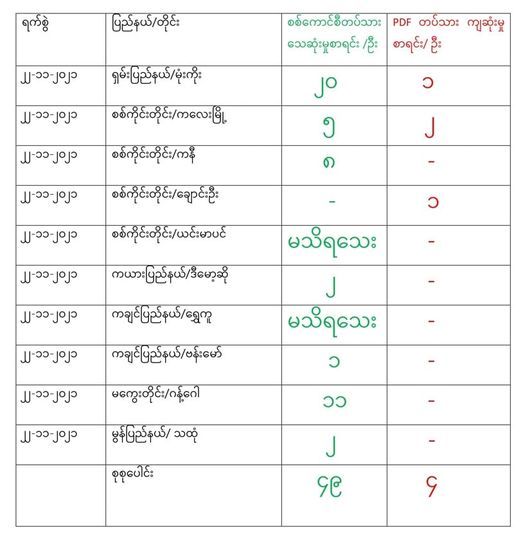 ရက်စွဲ ပြည်နယ်/တိုင်း စစ်ကောင်စီတပ်သား PDF တပ်သား ကျဆုံးမှု
သေဆုံးမှုစာရင်း /ဦး စာရင်း/ ဦး
၂၂-၁၁-၂၀၂၁ ရှမ်းပြည်နယ်/မုံးကိုး ၂၀ ၁
၂၂-၁၁-၂၀၂၁ စစ်ကိုင်းတိုင်း/ကလေးမြို့ ၅ ၂
၂၂-၁၁-၂၀၂၁ စစ်ကိုင်းတိုင်း/ကနီ ၈ -
၂၂-၁၁-၂၀၂၁ စစ်ကိုင်းတိုင်း/ချောင်းဦး - ၁
၂၂-၁၁-၂၀၂၁ စစ်ကိုင်းတိုင်း/ယင်းမာပင် မသိရသေး -
၂၂-၁၁-၂၀၂၁ ကယားပြည်နယ်/ဒီမော့ဆို ၂ -
၂၂-၁၁-၂၀၂၁ ကချင်ပြည်နယ်/ရွှေကူ မသိရသေး -
၂၂-၁၁-၂၀၂၁ ကချင်ပြည်နယ်/ဗန်းမော် ၁ -
၂၂-၁၁-၂၀၂၁ မကွေးတိုင်း/ဂန့်ဂေါ ၁၁ -
၂၂-၁၁-၂၀၂၁ မွန်ပြည်နယ်/ သထုံ ၂ -
စုစုပေါင်း ၄၉ ၄